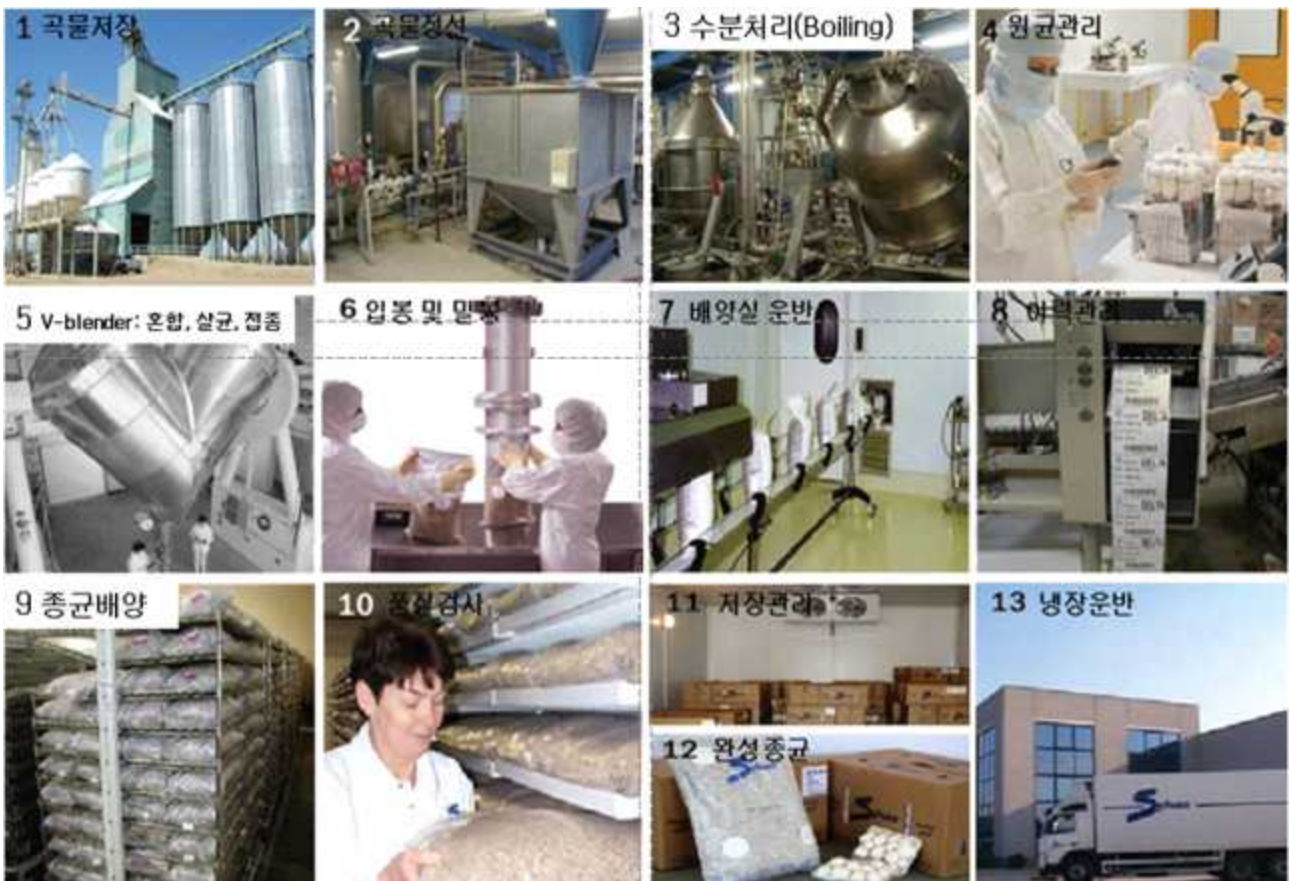 1 곡물저장
2 곡물정선
3 수분처리(Boiling)
4 원균관리
5 V-blender: 혼합, 살균, 접종
6 입봉 및 밀봉
7 배양실 운반
8 이력관리
9 종균배양
10 품질검사
11 저장관리
12 완성종균
13 냉장운반